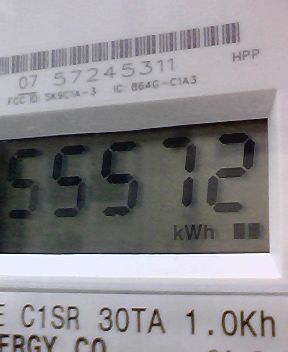 HPP
07 57245311
FCC ID: SK9C1A-3 IC: 864G-C1A3
55572
kWh
E C1SR 30TA 1.0Kh
ERGY CO